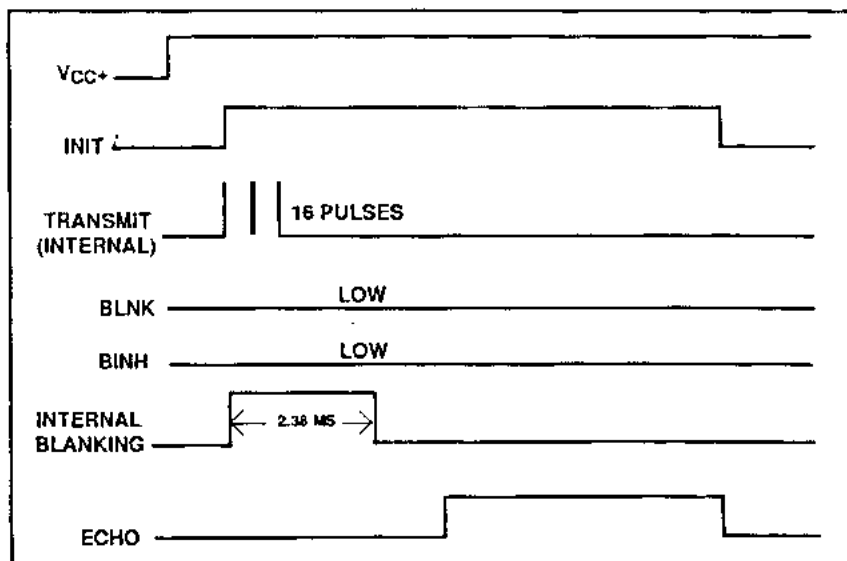 VCC+
INIT
16 PULSES
TRANSMIT
(INTERNAL)
LOW
BLNK
LOW
BINH
INTERNAL
BLANKING
2.38 MS
ECHO